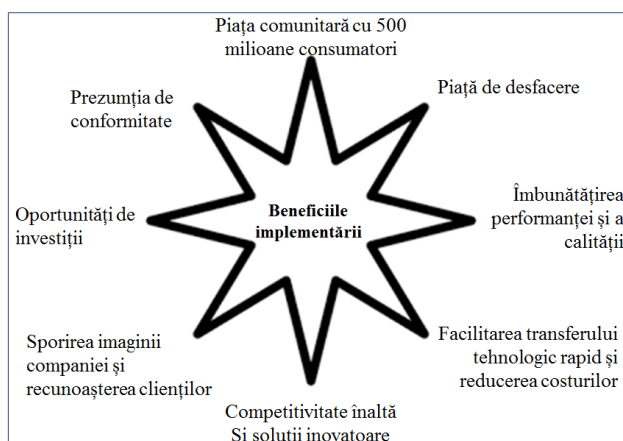 Piața comunitară cu 500
milioane consumatori
Prezumția de
conformitate
Piață de desfacere
Oportunități de
investiții
Beneficiile
implementării
Îmbunătățirea
performanței și a
calității
Sporirea imaginii
companiei și
recunoașterea clienților
Facilitarea transferului
tehnologic rapid și
reducerea costurilor
Competitivitate înaltă
Și soluții inovatoare